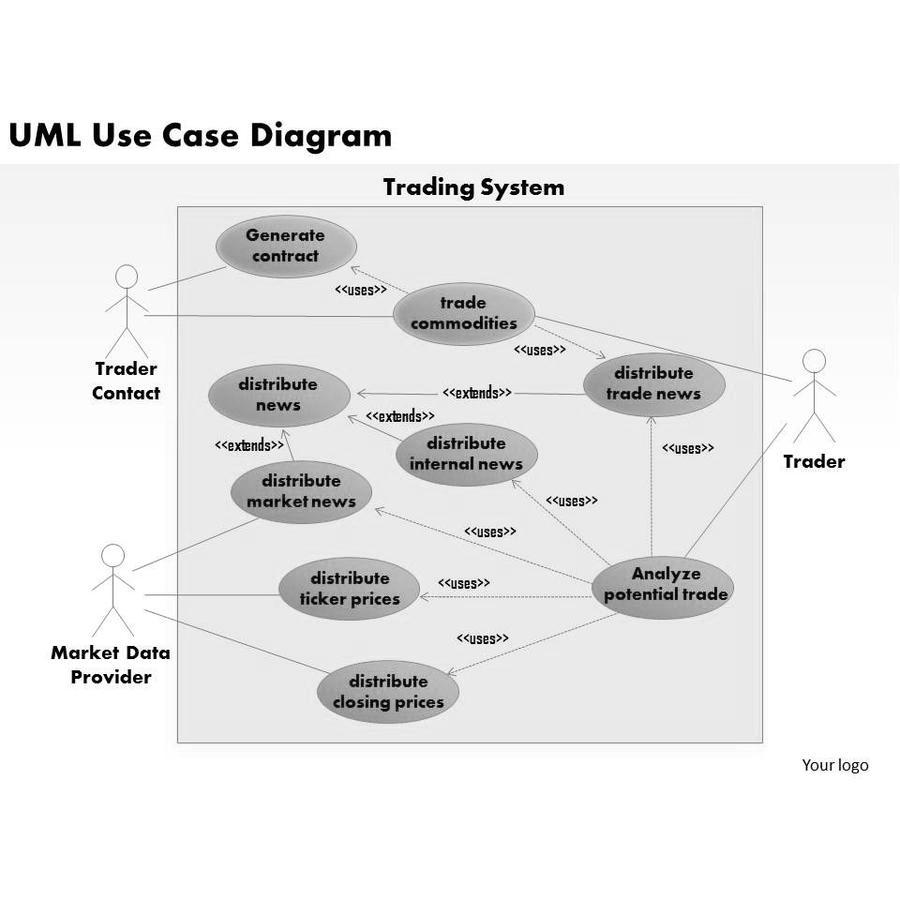 UML Use Case Diagram
Trading System
Generate
contract
<<uses>>
trade
commodities
<<uses>>
Trader
Contact
distribute
news
<<extends>>
distribute
trade news
<<extends>>
distribute
internal news
<<extends>>
<<uses>>
Trader
distribute
market news
<<uses>>
<<uses>>
distribute
ticker prices
<<uses>>
Analyze
potential trade
Market Data
Provider
<<uses>>
distribute
closing prices
Your logo